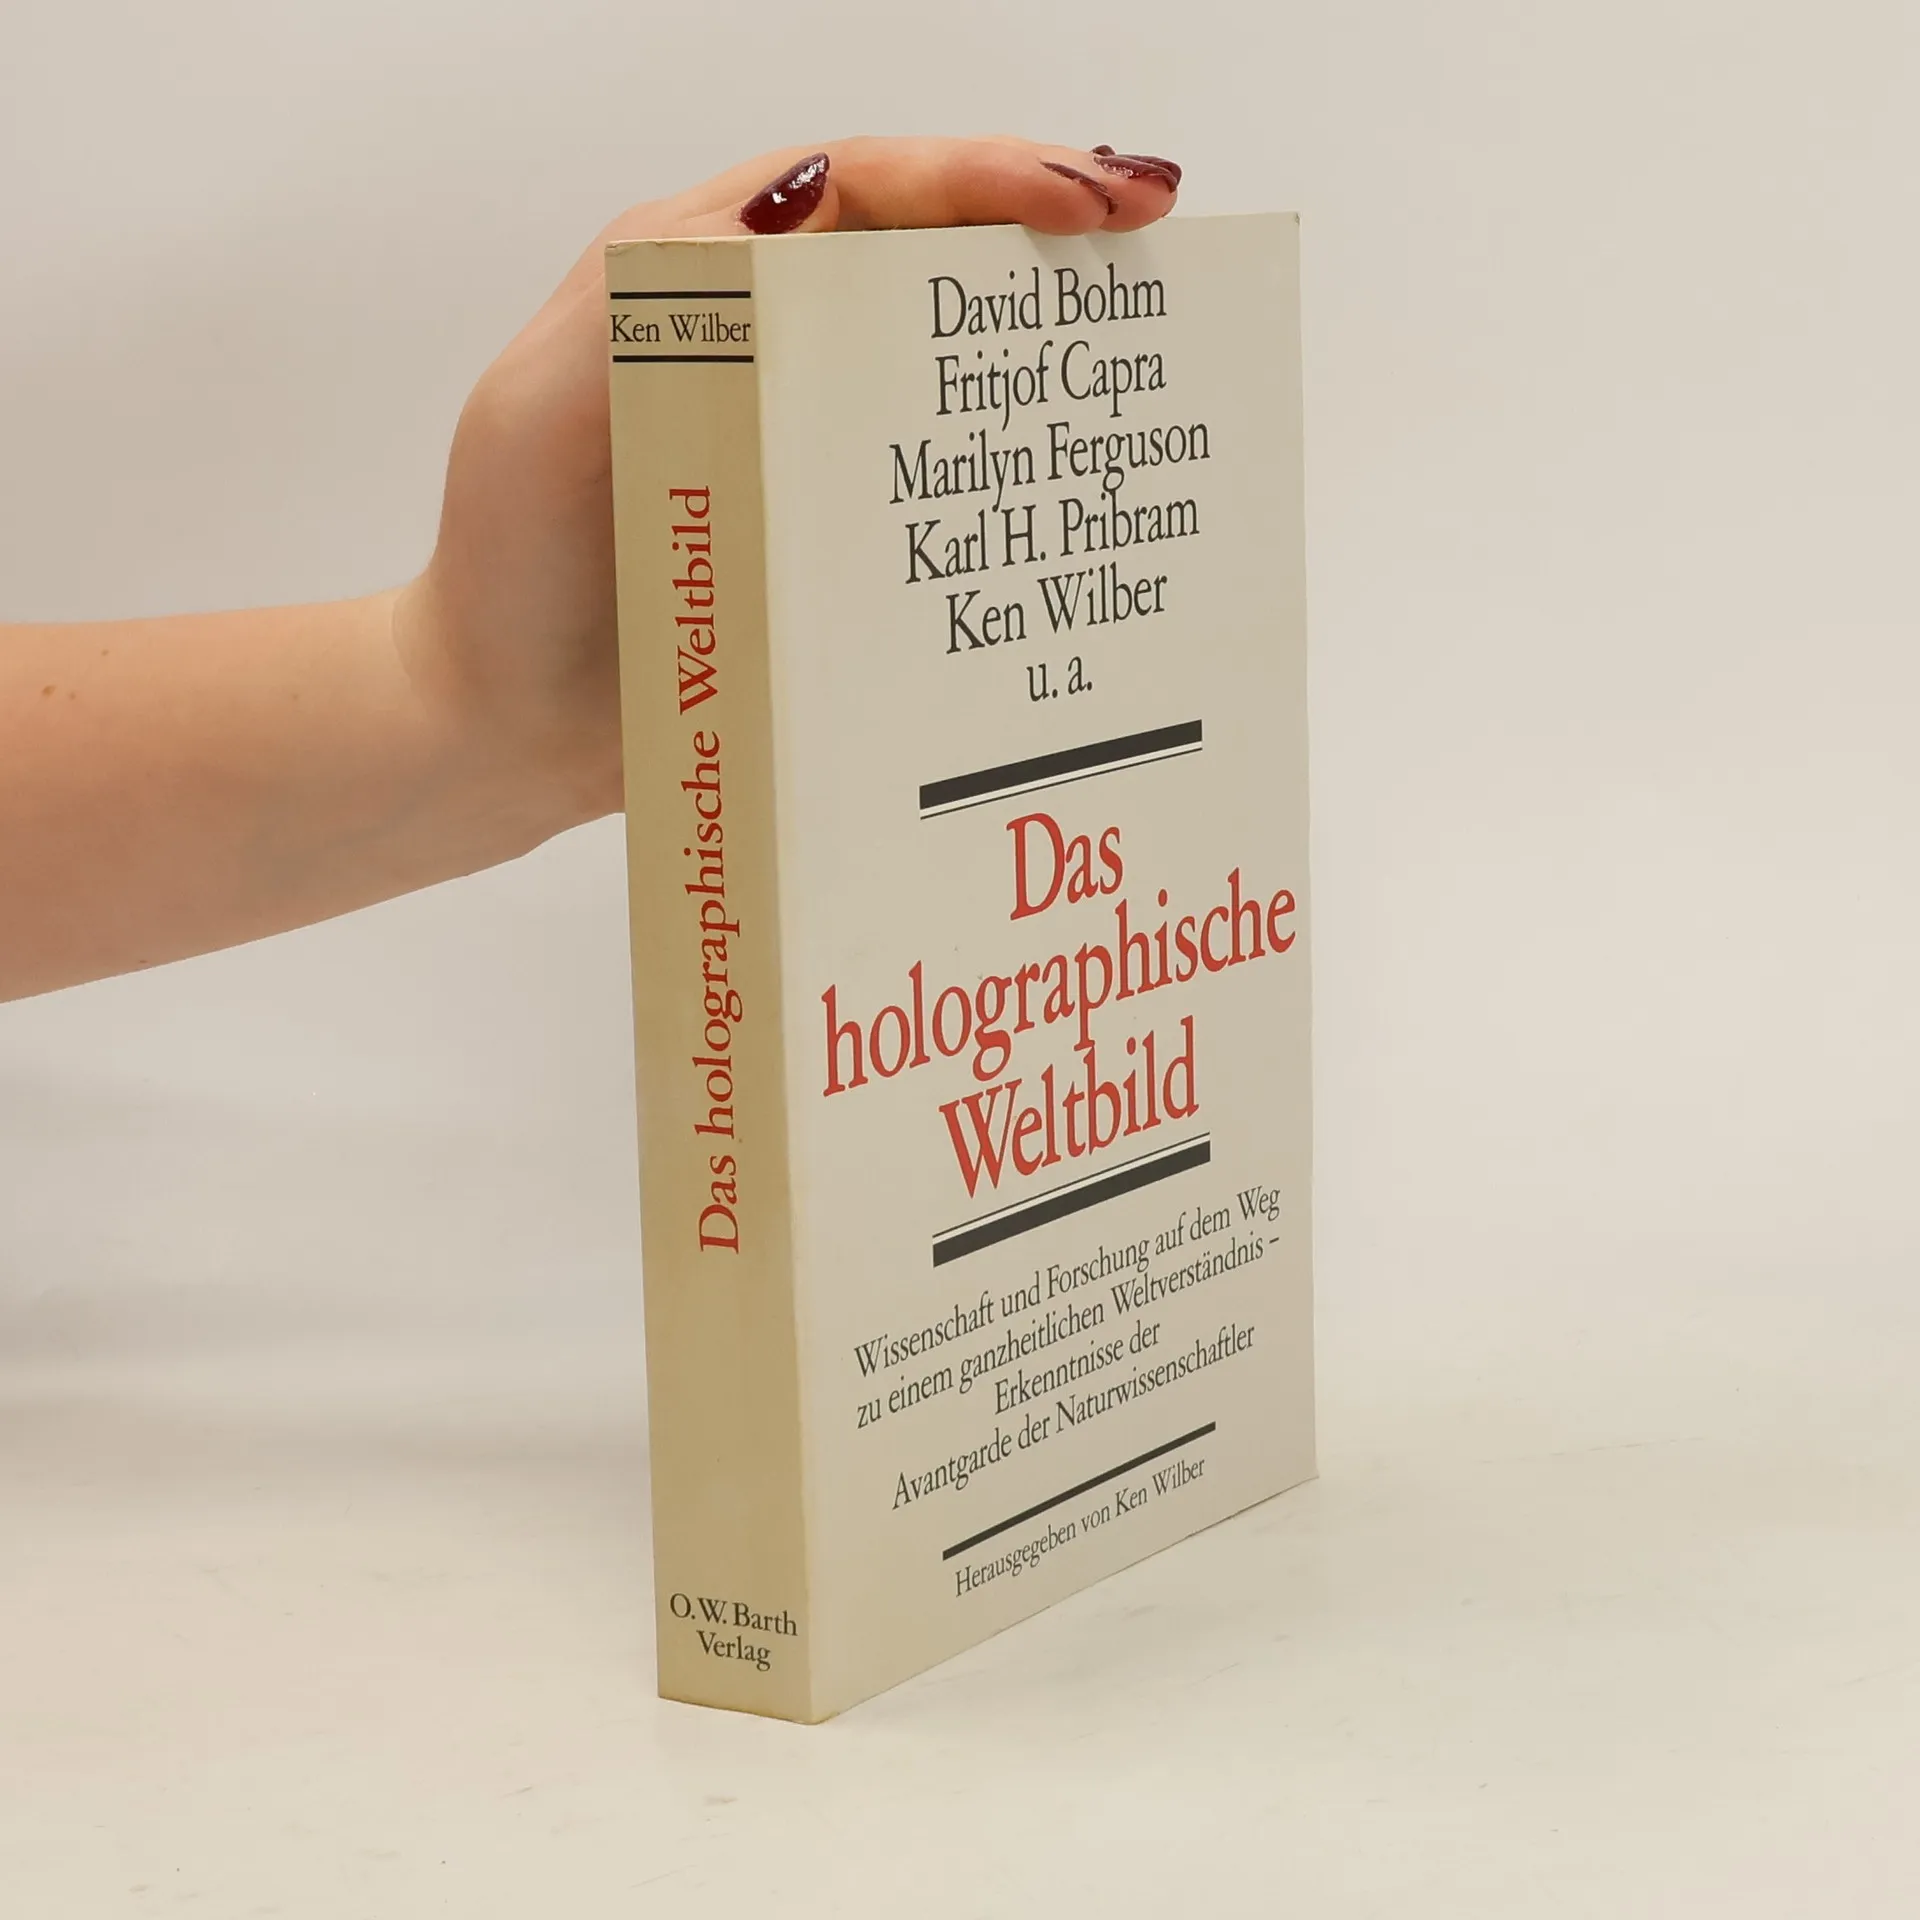 Ken Wilber
Das holographische Weltbild
O.W. Barth
Verlag
David Bohm
Fritjof Capra
Marilyn Ferguson
Karl H. Pribram
Ken Wilber
u. a.
Das
holographische
Weltbild
Wissenschaft und Forschung auf dem Weg
zu einem ganzheitlichen Weltverständnis –
Erkenntnisse der
Avantgarde der Naturwissenschaftler
Herausgegeben von Ken Wilber